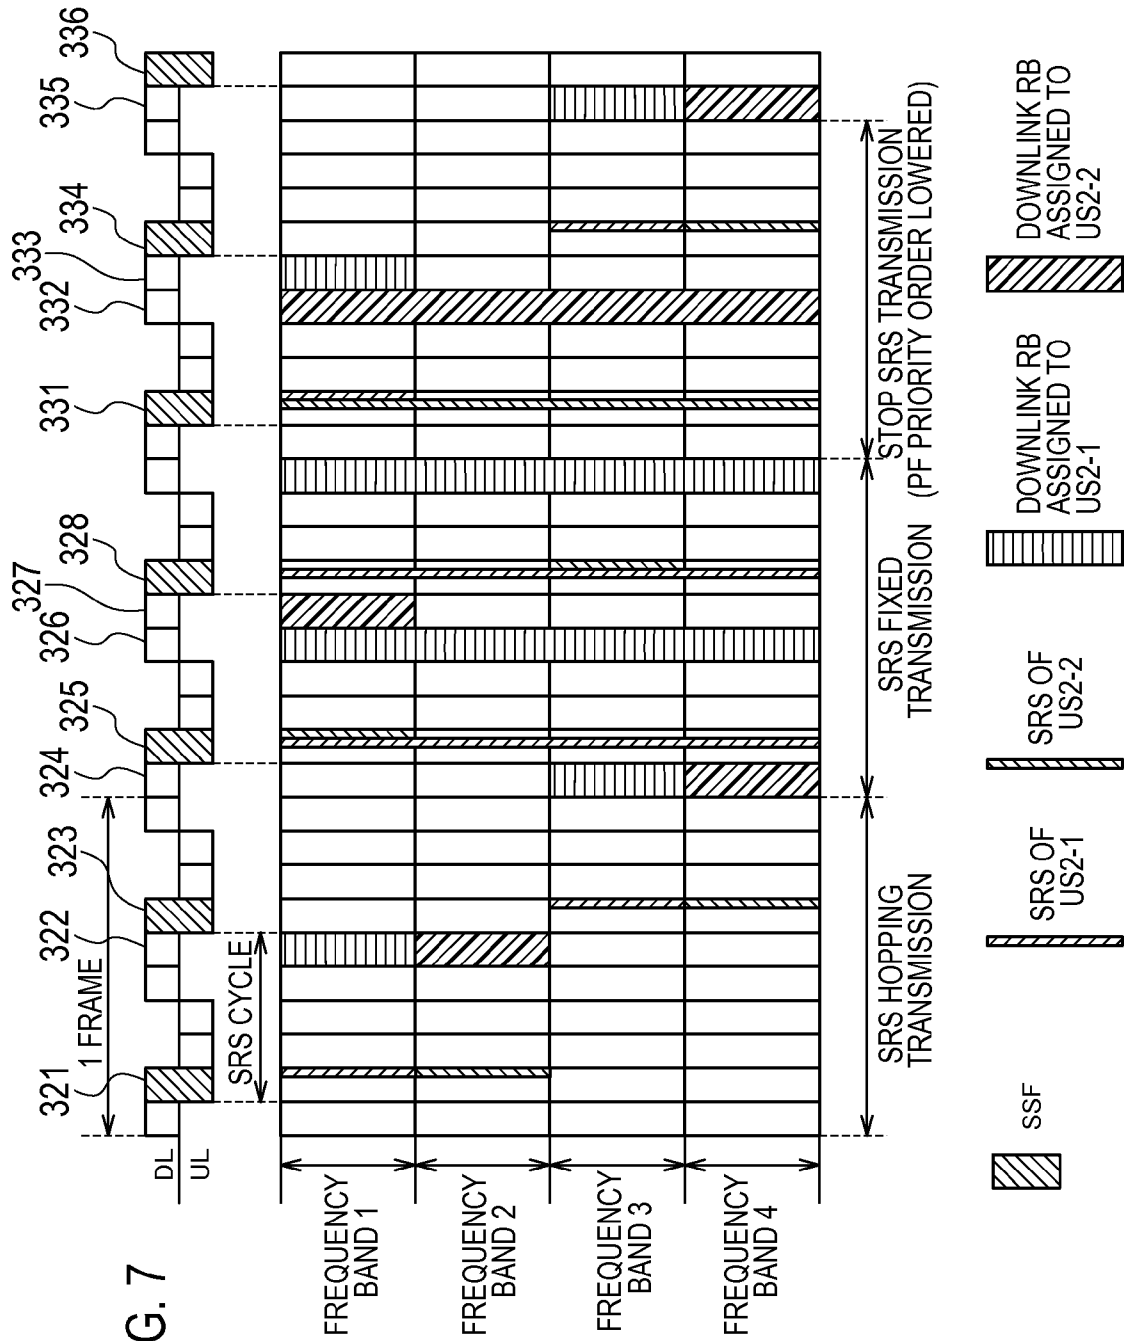 G. 7
321
322
323
324
325
326
327
328
331
332
333
334
335
336
DL
UL
1 FRAME
SRS CYCLE
FREQUENCY
BAND 1
FREQUENCY
BAND 2
FREQUENCY
BAND 3
FREQUENCY
BAND 4
SRS HOPPING
TRANSMISSION
SRS FIXED
TRANSMISSION
STOP SRS TRANSMISSION
(PF PRIORITY ORDER LOWERED)
SSF
SRS OF
US2-1
SRS OF
US2-2
DOWNLINK RB
ASSIGNED TO
US2-1
DOWNLINK RB
ASSIGNED TO
US2-2